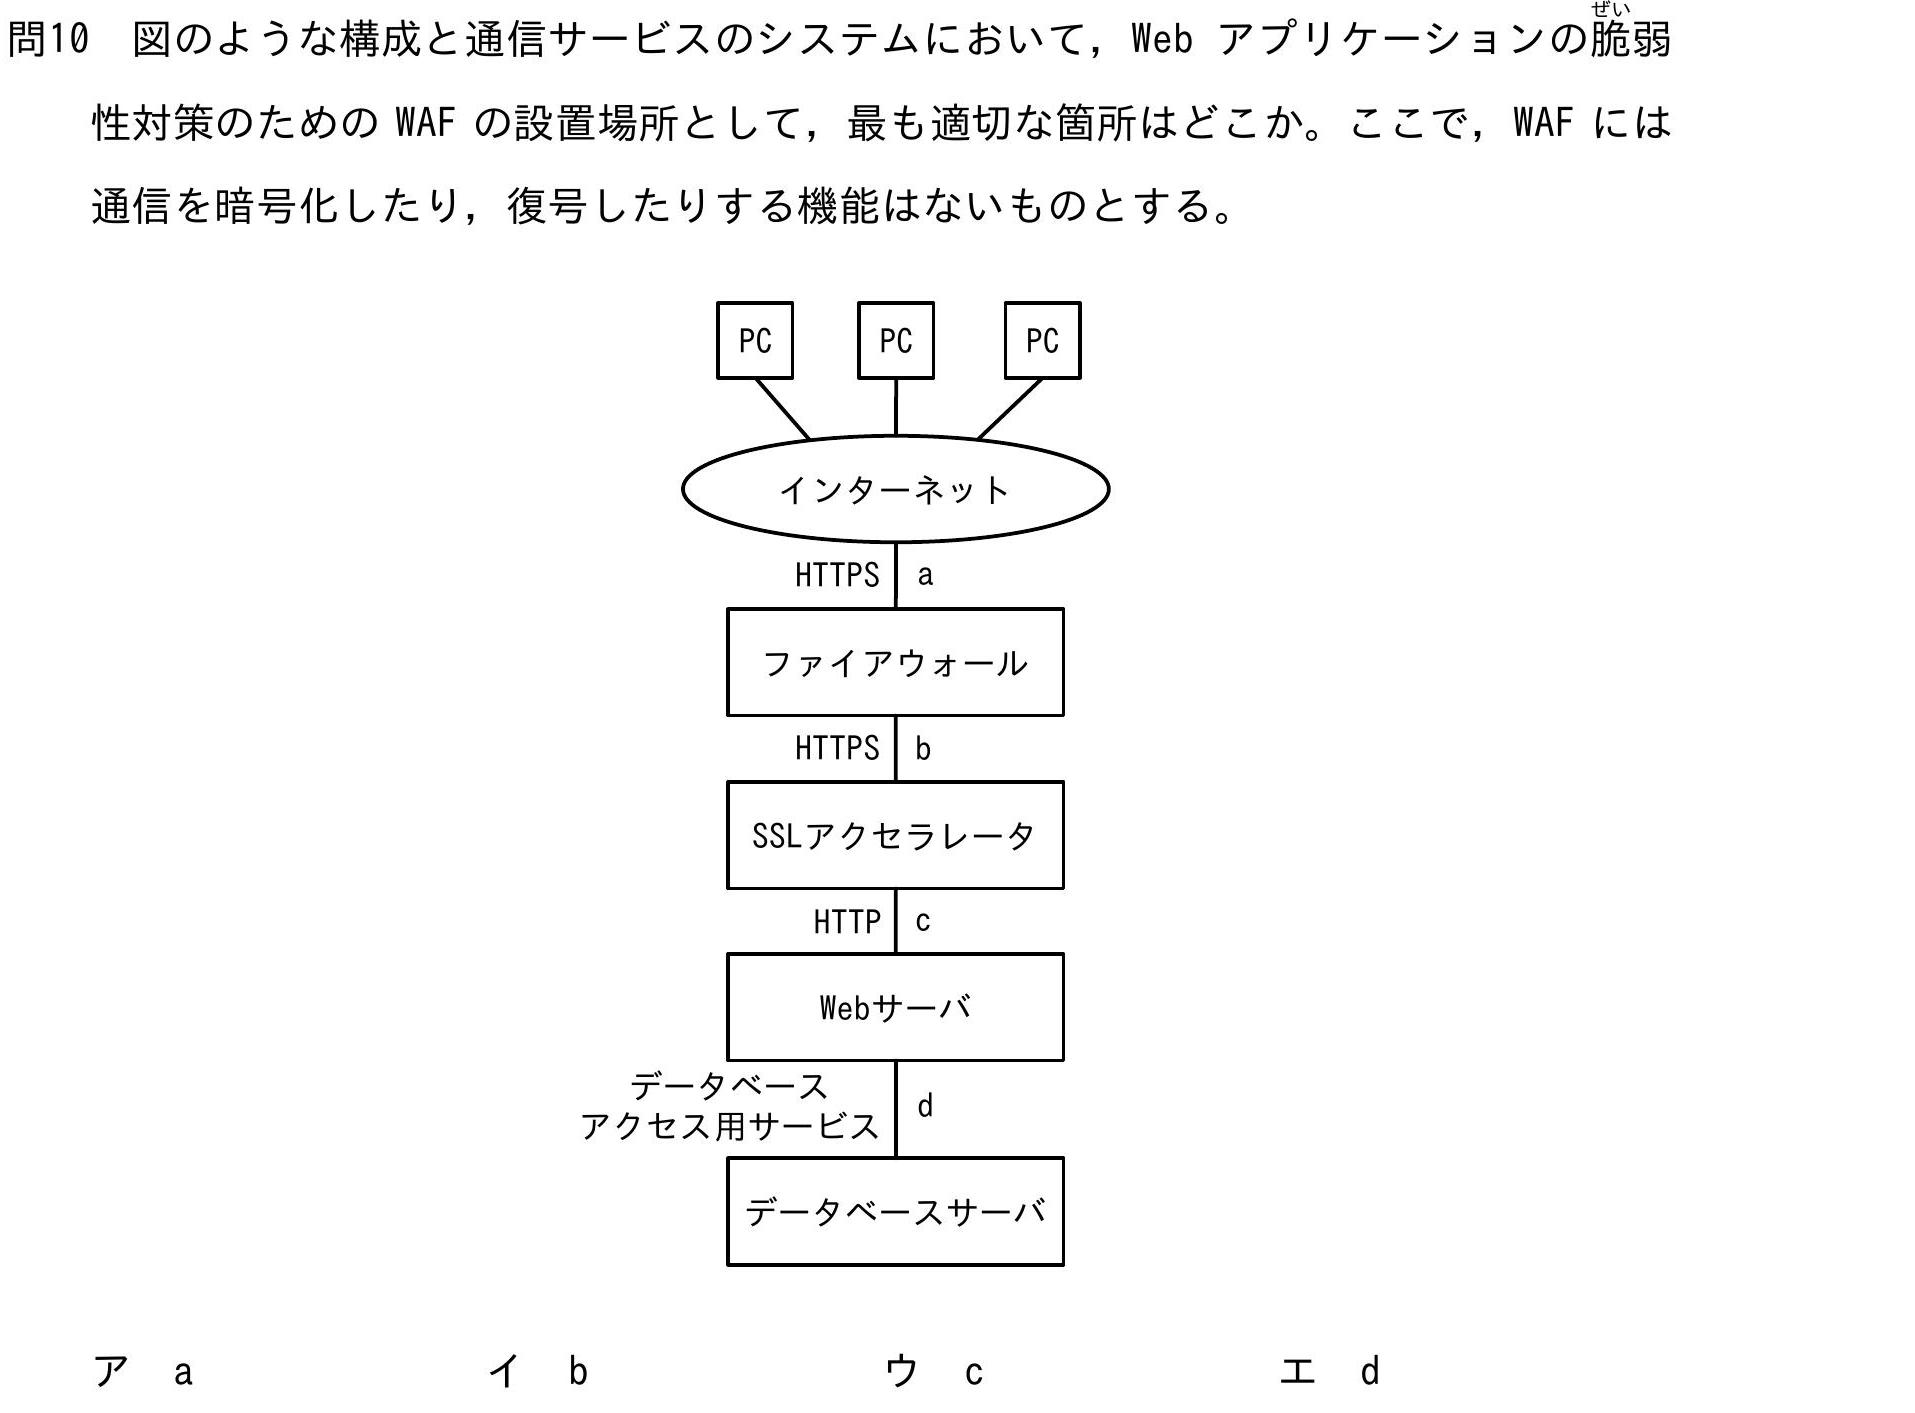 ぜい
問10　図のような構成と通信サービスのシステムにおいて，Web アプリケーションの脆弱
性対策のための WAF の設置場所として，最も適切な箇所はどこか。ここで，WAF には
通信を暗号化したり，復号したりする機能はないものとする。
PC PC PC
インターネット
HTTPS a
ファイアウォール
HTTPS b
SSLアクセラレータ
HTTP c
Webサーバ
データベース
アクセス用サービス d
データベースサーバ
ア　a　イ　b　ウ　c　エ　d